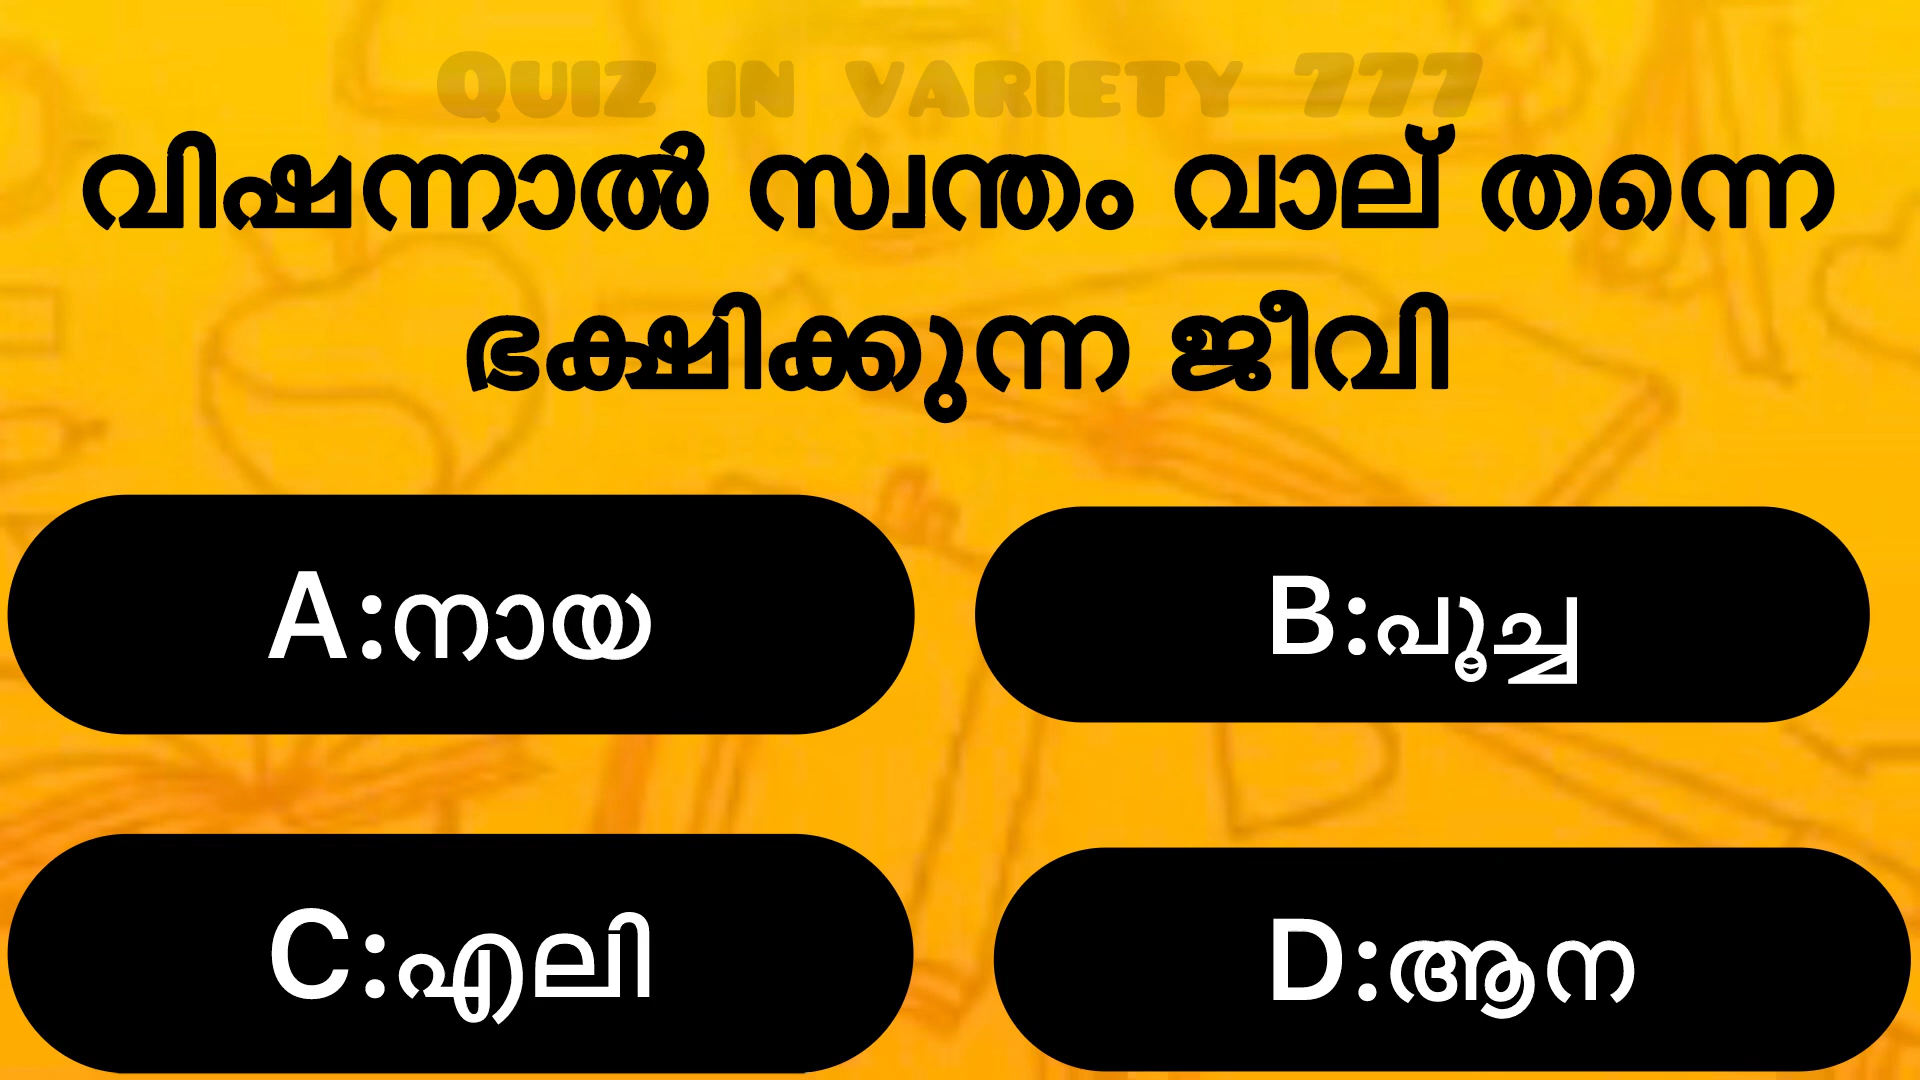 QUIZ IN VARIETY 777
വിഷന്നാൽ സ്വന്തം വാല് തന്നെ
ഭക്ഷിക്കുന്ന ജീവി
A:നായ
B:പൂച്ച
C:എലി
D:ആന